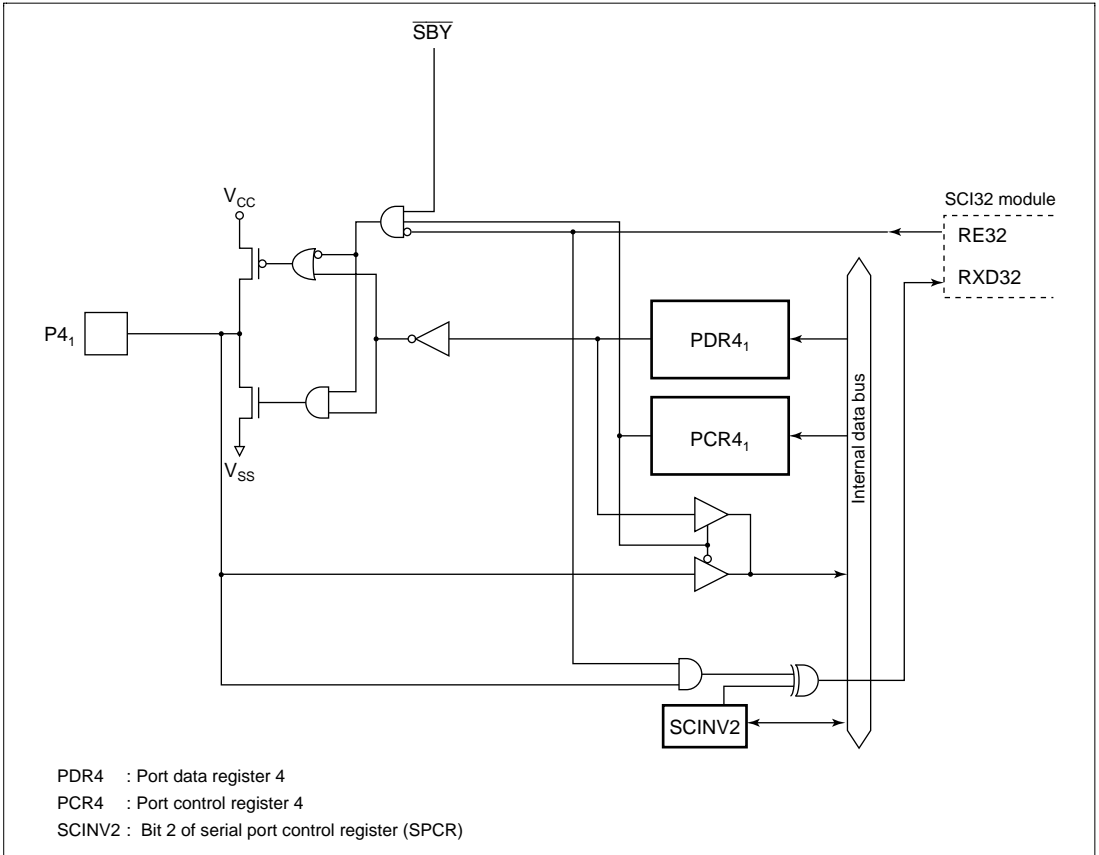 S̅B̅Y̅
V_CC
SCI32 module
RE32
RXD32
P4₁
PDR4₁
PCR4₁
Internal data bus
V_SS
SCINV2
PDR4 : Port data register 4
PCR4 : Port control register 4
SCINV2 : Bit 2 of serial port control register (SPCR)